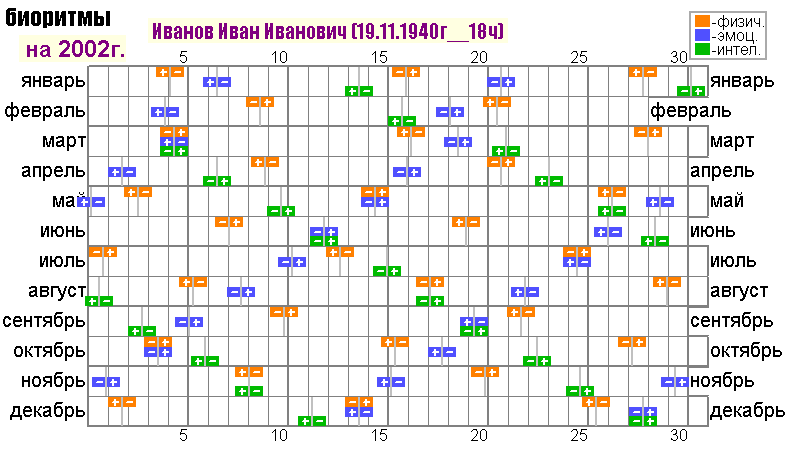 биоритмы
на 2002г.
Иванов Иван Иванович (19.11.1940г__18ч)
-физич.
-эмоц.
-интел.
5 10 15 20 25 30
январь январь
февраль февраль
март март
апрель апрель
май май
июнь июнь
июль июль
август август
сентябрь сентябрь
октябрь октябрь
ноябрь ноябрь
декабрь декабрь
5 10 15 20 25 30